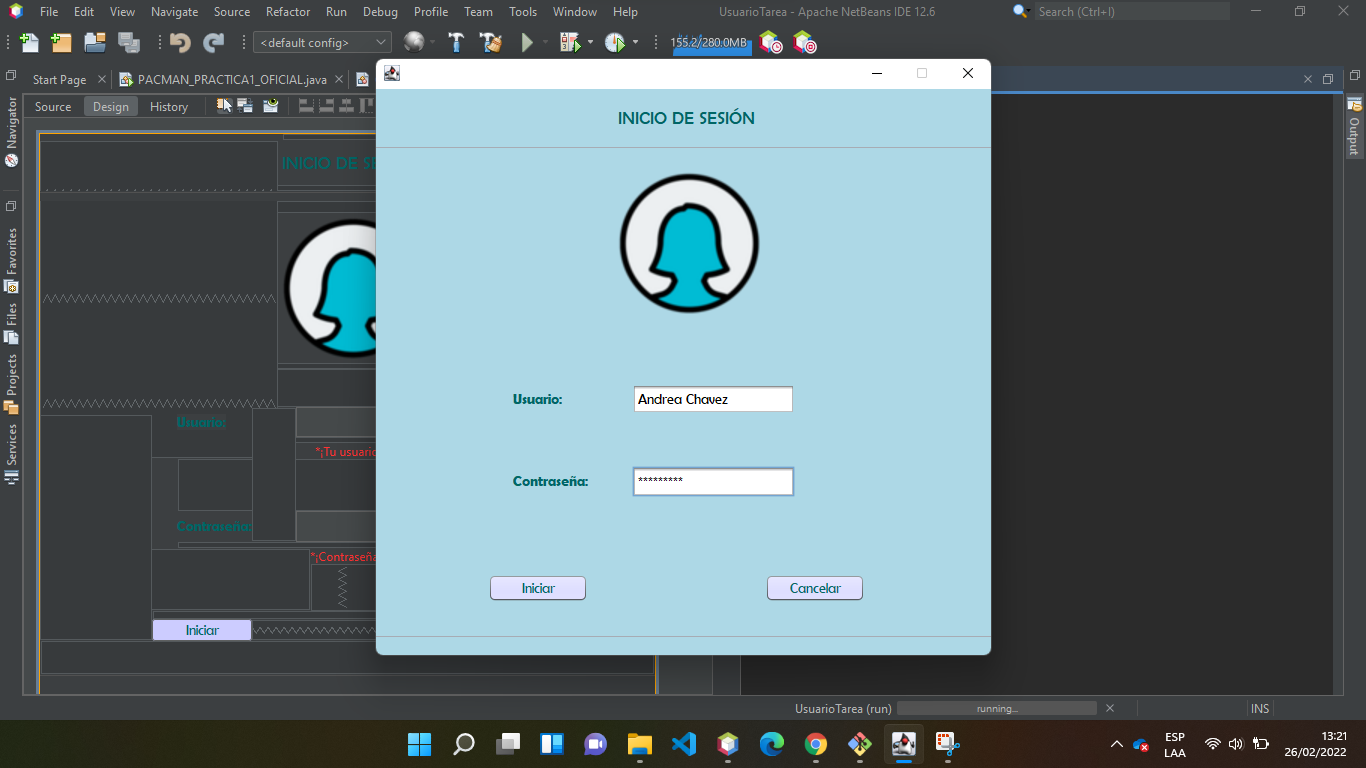 File Edit View Navigate Source Refactor Run Debug Profile Team Tools Window Help
UsuarioTarea - Apache NetBeans IDE 12.6
Search (Ctrl+I)
<default config>
155.2/280.0MB
Start Page
PACMAN_PRACTICA1_OFICIAL.java
Source Design History
Navigator
Favorites
Files
Projects
Services
Output
INICIO DE SE
Usuario:
*¡Tu usuario
Contraseña:
*¡Contraseña
Iniciar
INICIO DE SESIÓN
Usuario:
Andrea Chavez
Contraseña:
*********
Iniciar
Cancelar
UsuarioTarea (run)
running...
INS
ESP
LAA
13:21
26/02/2022